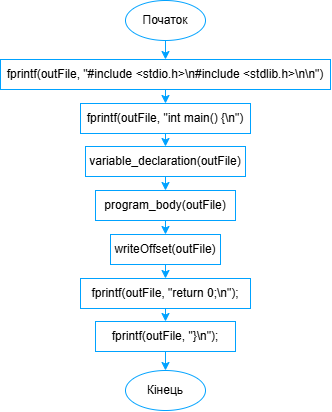 Початок
fprintf(outFile, "#include <stdio.h>\n#include <stdlib.h>\n\n")
fprintf(outFile, "int main() {\n")
variable_declaration(outFile)
program_body(outFile)
writeOffset(outFile)
fprintf(outFile, "return 0;\n");
fprintf(outFile, "}\n");
Кінець